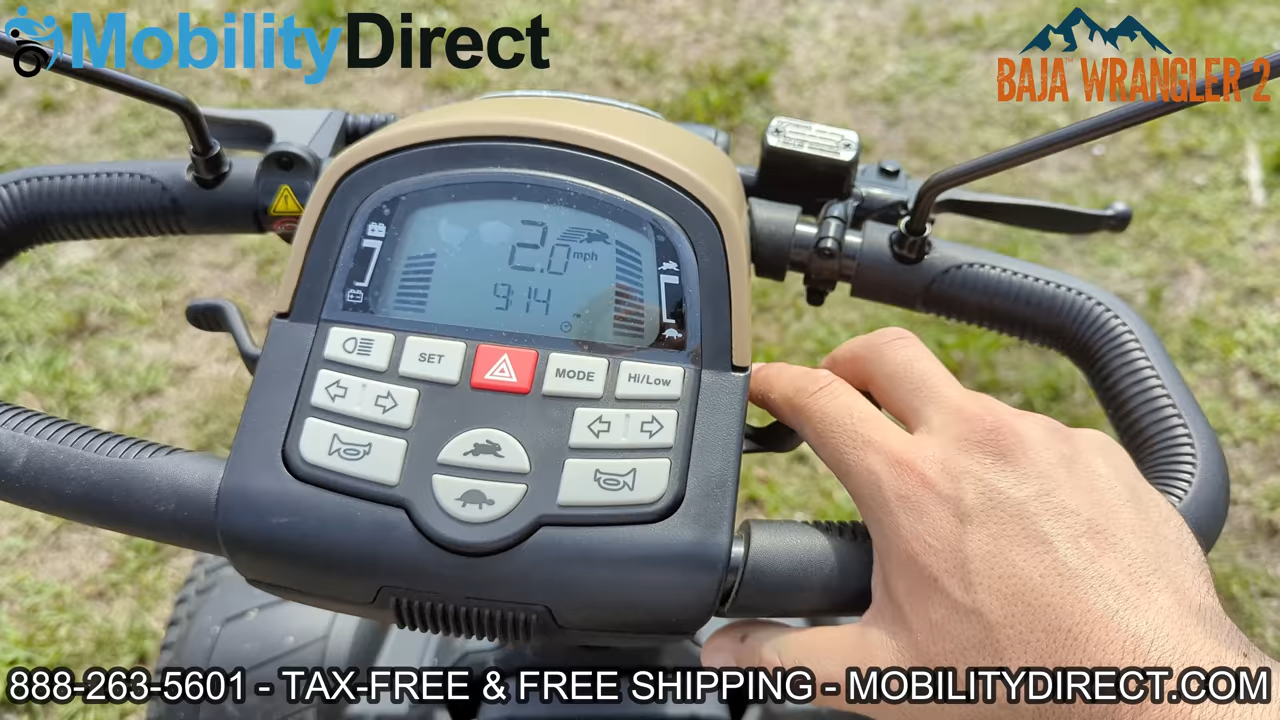 MobilityDirect
BAJA WRANGLER 2
2.0 mph
914
SET
MODE
Hi/Low
888-263-5601 - TAX-FREE & FREE SHIPPING - MOBILITYDIRECT.COM